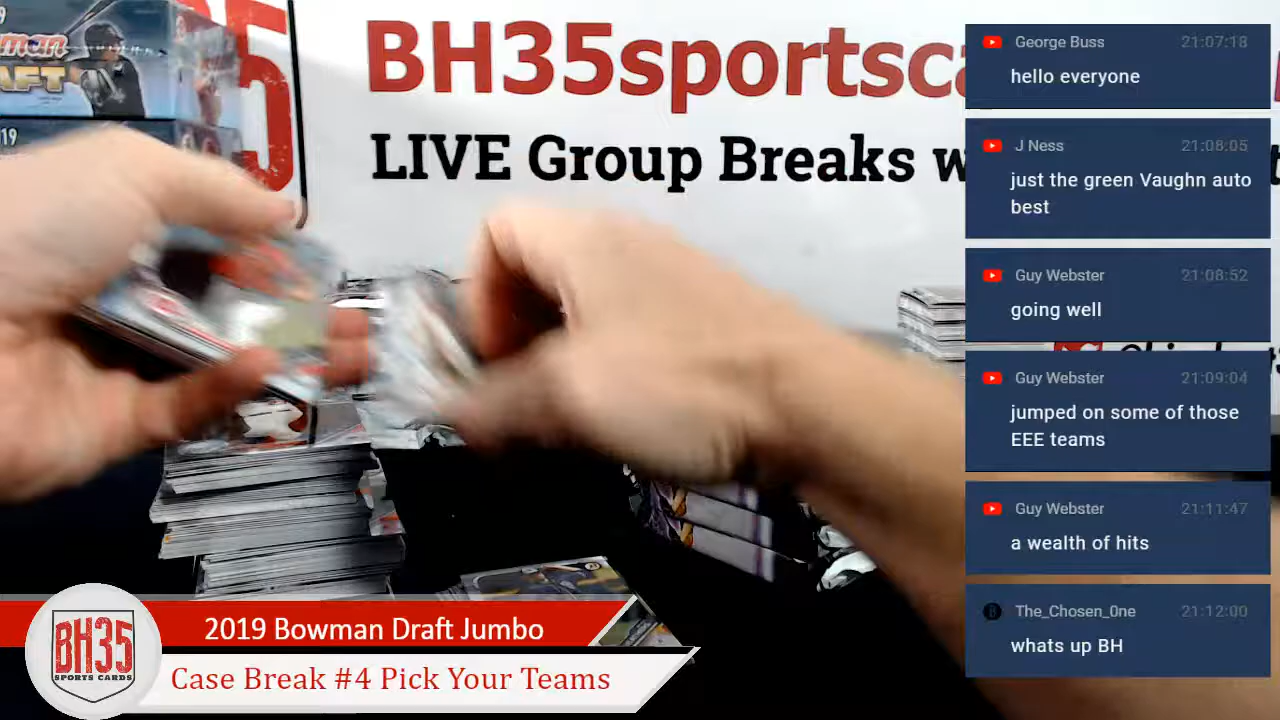 BH35sportsca
LIVE Group Breaks w
George Buss 21:07:18
hello everyone
J Ness 21:08:05
just the green Vaughn auto
best
Guy Webster 21:08:52
going well
Guy Webster 21:09:04
jumped on some of those
EEE teams
Guy Webster 21:11:47
a wealth of hits
The_Chosen_0ne 21:12:00
whats up BH
2019 Bowman Draft Jumbo
Case Break #4 Pick Your Teams
BH35
SPORTS CARDS